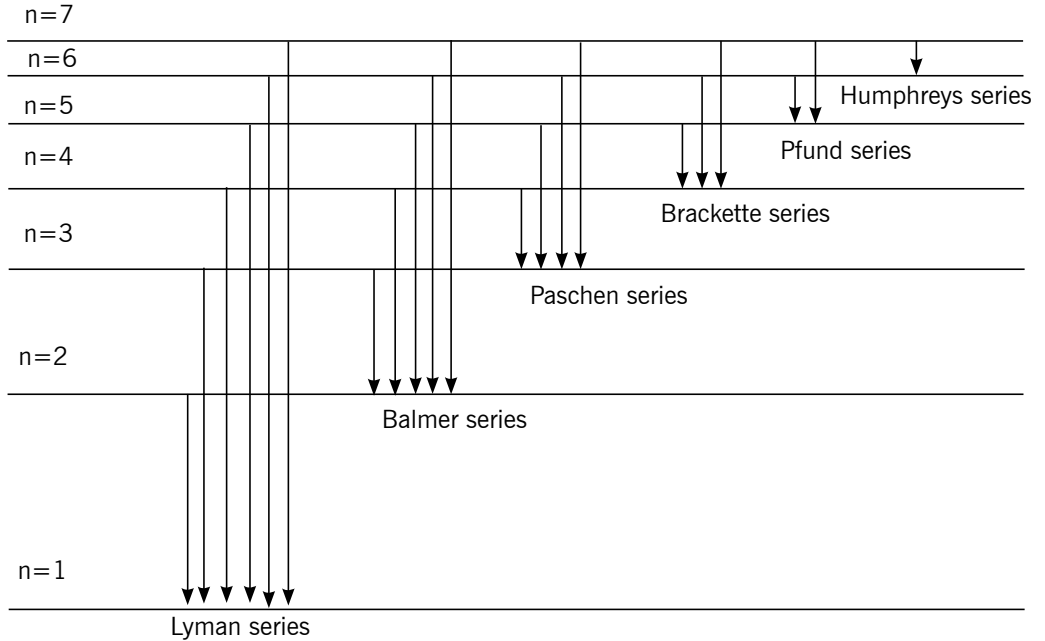 n=7
n=6
Humphreys series
n=5
Pfund series
n=4
Brackette series
n=3
Paschen series
n=2
Balmer series
n=1
Lyman series